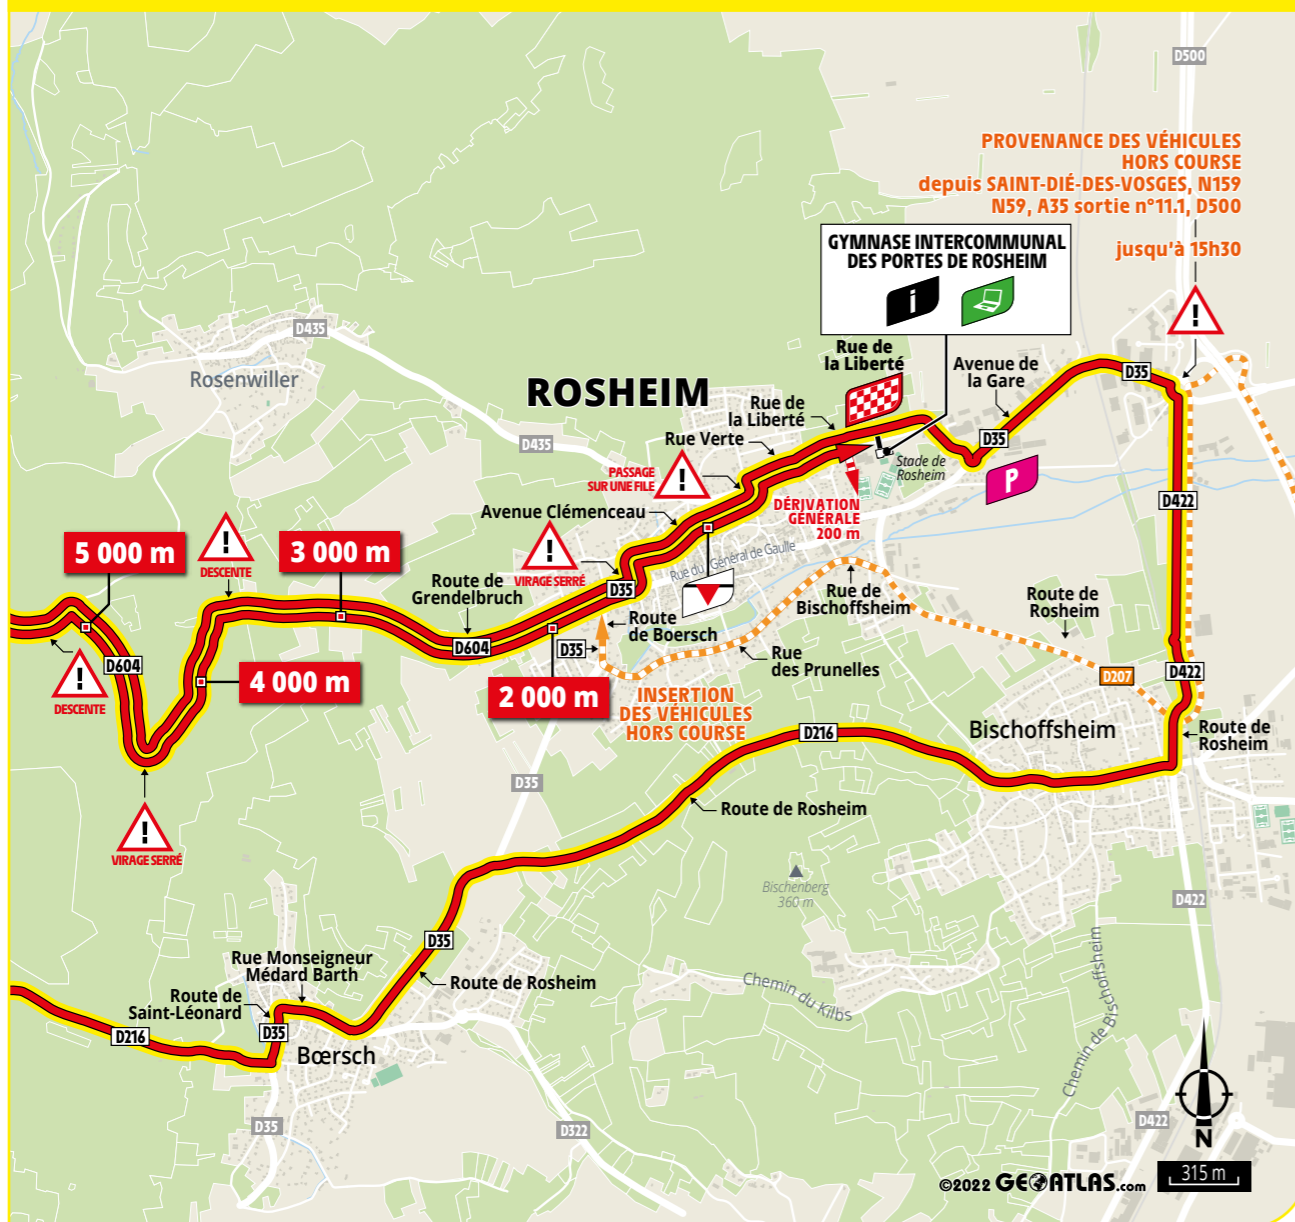 D500
PROVENANCE DES VÉHICULES
HORS COURSE
depuis SAINT-DIÉ-DES-VOSGES, N159
N59, A35 sortie n°11.1, D500
jusqu'à 15h30
GYMNASE INTERCOMMUNAL
DES PORTES DE ROSHEIM
i
!
D435
Rosenwiller
ROSHEIM
Rue de
la Liberté
Avenue de
la Gare
D35
D435
Rue de
la Liberté
Rue Verte
D35
Stade de
Rosheim
P
PASSAGE
SUR UNE FILE
!
DÉRIVATION
GÉNÉRALE
200 m
D422
Avenue Clémenceau
5 000 m
!
DESCENTE
3 000 m
!
VIRAGE SERRÉ
Rue du Général de Gaulle
Route de
Grendelbruch
D35
Rue de
Bischoffsheim
Route de
Rosheim
Route
de Boersch
D604
D604
D35
Rue
des Prunelles
D207
D422
!
DESCENTE
4 000 m
2 000 m
INSERTION
DES VÉHICULES
HORS COURSE
D216
Bischoffsheim
Route de
Rosheim
D35
Route de Rosheim
!
VIRAGE SERRÉ
Bischenberg
360 m
D422
D35
Rue Monseigneur
Médard Barth
Route de Rosheim
Route de
Saint-Léonard
Chemin du Kilbs
Chemin de Bischoffsheim
D216
D35
Bœrsch
D35
D322
D422
N
©2022 GEOATLAS.com
315 m